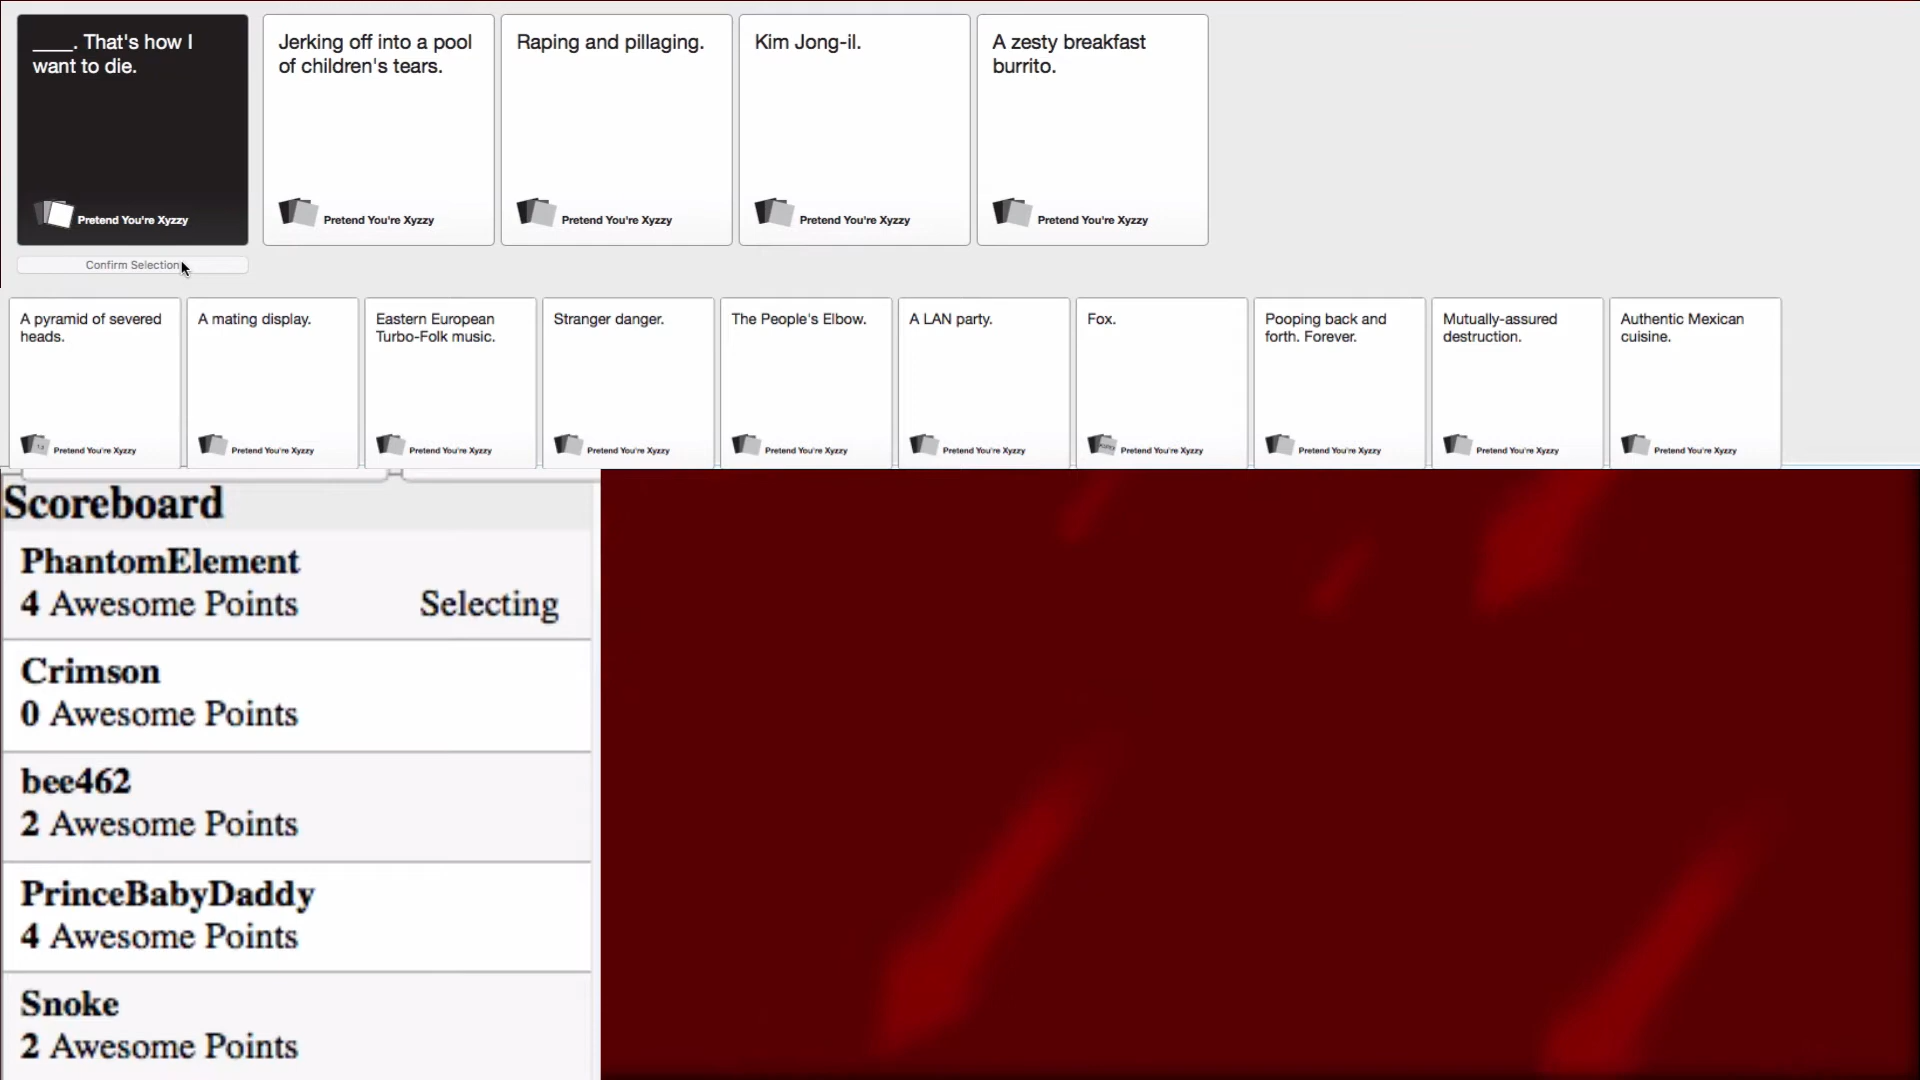 ____. That's how I
want to die.
Pretend You're Xyzzy
Jerking off into a pool
of children's tears.
Pretend You're Xyzzy
Raping and pillaging.
Pretend You're Xyzzy
Kim Jong-il.
Pretend You're Xyzzy
A zesty breakfast
burrito.
Pretend You're Xyzzy
Confirm Selection
A pyramid of severed
heads.
Pretend You're Xyzzy
A mating display.
Pretend You're Xyzzy
Eastern European
Turbo-Folk music.
Pretend You're Xyzzy
Stranger danger.
Pretend You're Xyzzy
The People's Elbow.
Pretend You're Xyzzy
A LAN party.
Pretend You're Xyzzy
Fox.
Pretend You're Xyzzy
Pooping back and
forth. Forever.
Pretend You're Xyzzy
Mutually-assured
destruction.
Pretend You're Xyzzy
Authentic Mexican
cuisine.
Pretend You're Xyzzy
Scoreboard
PhantomElement
4 Awesome Points Selecting
Crimson
0 Awesome Points
bee462
2 Awesome Points
PrinceBabyDaddy
4 Awesome Points
Snoke
2 Awesome Points